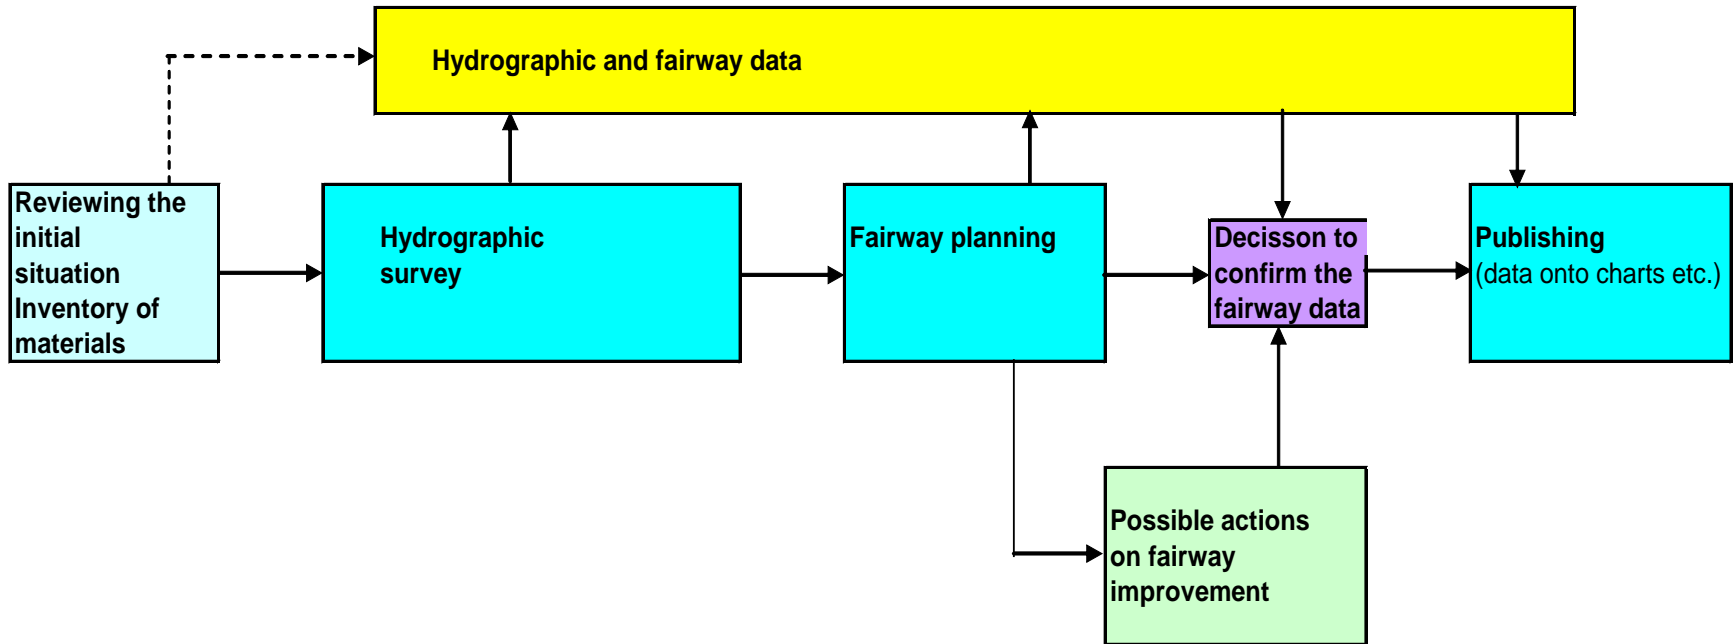 Hydrographic and fairway data
Reviewing the
initial
situation
Inventory of
materials
Hydrographic
survey
Fairway planning
Decisson to
confirm the
fairway data
Publishing
(data onto charts etc.)
Possible actions
on fairway
improvement